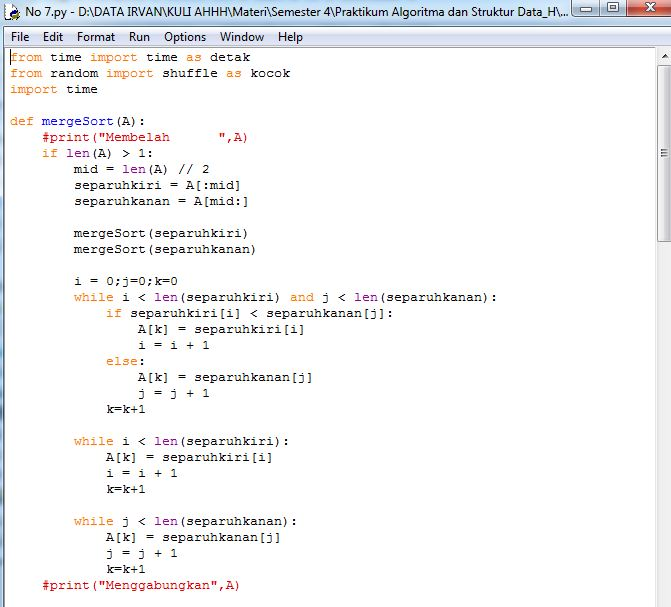 No 7.py - D:\DATA IRVAN\KULI AHHH\Materi\Semester 4\Praktikum Algoritma dan Struktur Data_H\...
File Edit Format Run Options Window Help
from time import time as detak
from random import shuffle as kocok
import time

def mergeSort(A):
    #print("Membelah      ",A)
    if len(A) > 1:
        mid = len(A) // 2
        separuhkiri = A[:mid]
        separuhkanan = A[mid:]

        mergeSort(separuhkiri)
        mergeSort(separuhkanan)

        i = 0;j=0;k=0
        while i < len(separuhkiri) and j < len(separuhkanan):
            if separuhkiri[i] < separuhkanan[j]:
                A[k] = separuhkiri[i]
                i = i + 1
            else:
                A[k] = separuhkanan[j]
                j = j + 1
            k=k+1

        while i < len(separuhkiri):
            A[k] = separuhkiri[i]
            i = i + 1
            k=k+1

        while j < len(separuhkanan):
            A[k] = separuhkanan[j]
            j = j + 1
            k=k+1
    #print("Menggabungkan",A)